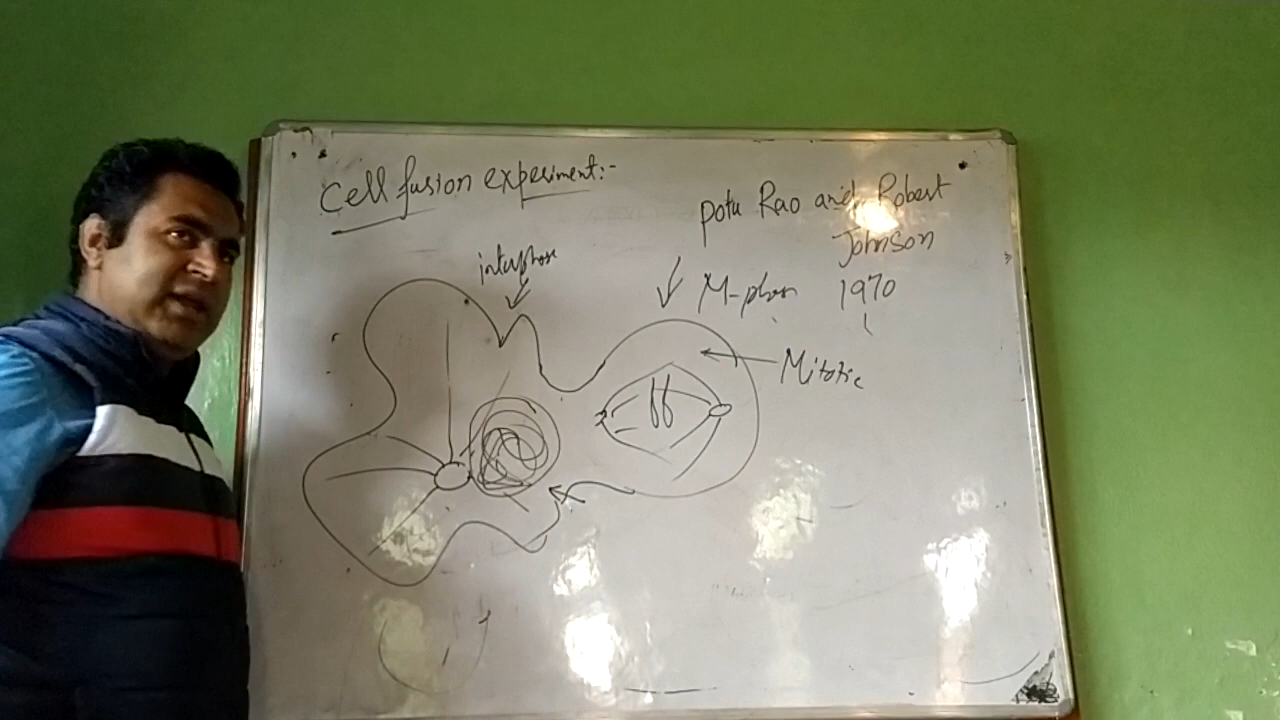 Cell fusion experiment:-
Potu Rao and Robert
Johnson
interphase
M-phase 1970
Mitotic